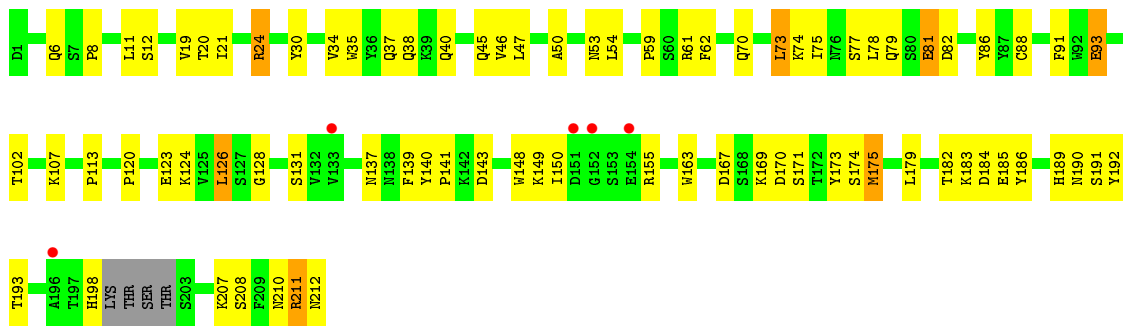 D1 Q6 S7 P8 L11 S12 V19 T20 I21 R24 Y30 V34 W35 Y36 Q37 Q38 K39 Q40 Q45 V46 L47 A50 N53 L54 P59 S60 R61 F62 Q70 L73 K74 I75 N76 S77 L78 Q79 S80 E81 D82 Y86 Y87 C88 F91 W92 E93
T102 K107 P113 P120 E123 K124 V125 L126 S127 G128 S131 V132 V133 N137 N138 F139 Y140 P141 K142 D143 W148 K149 I150 D151 G152 S153 E154 R155 W163 D167 S168 K169 D170 S171 T172 Y173 S174 M175 L179 T182 K183 D184 E185 Y186 H189 N190 S191 Y192
T193 A196 T197 H198 LYS THR SER THR S203 K207 S208 F209 N210 R211 N212